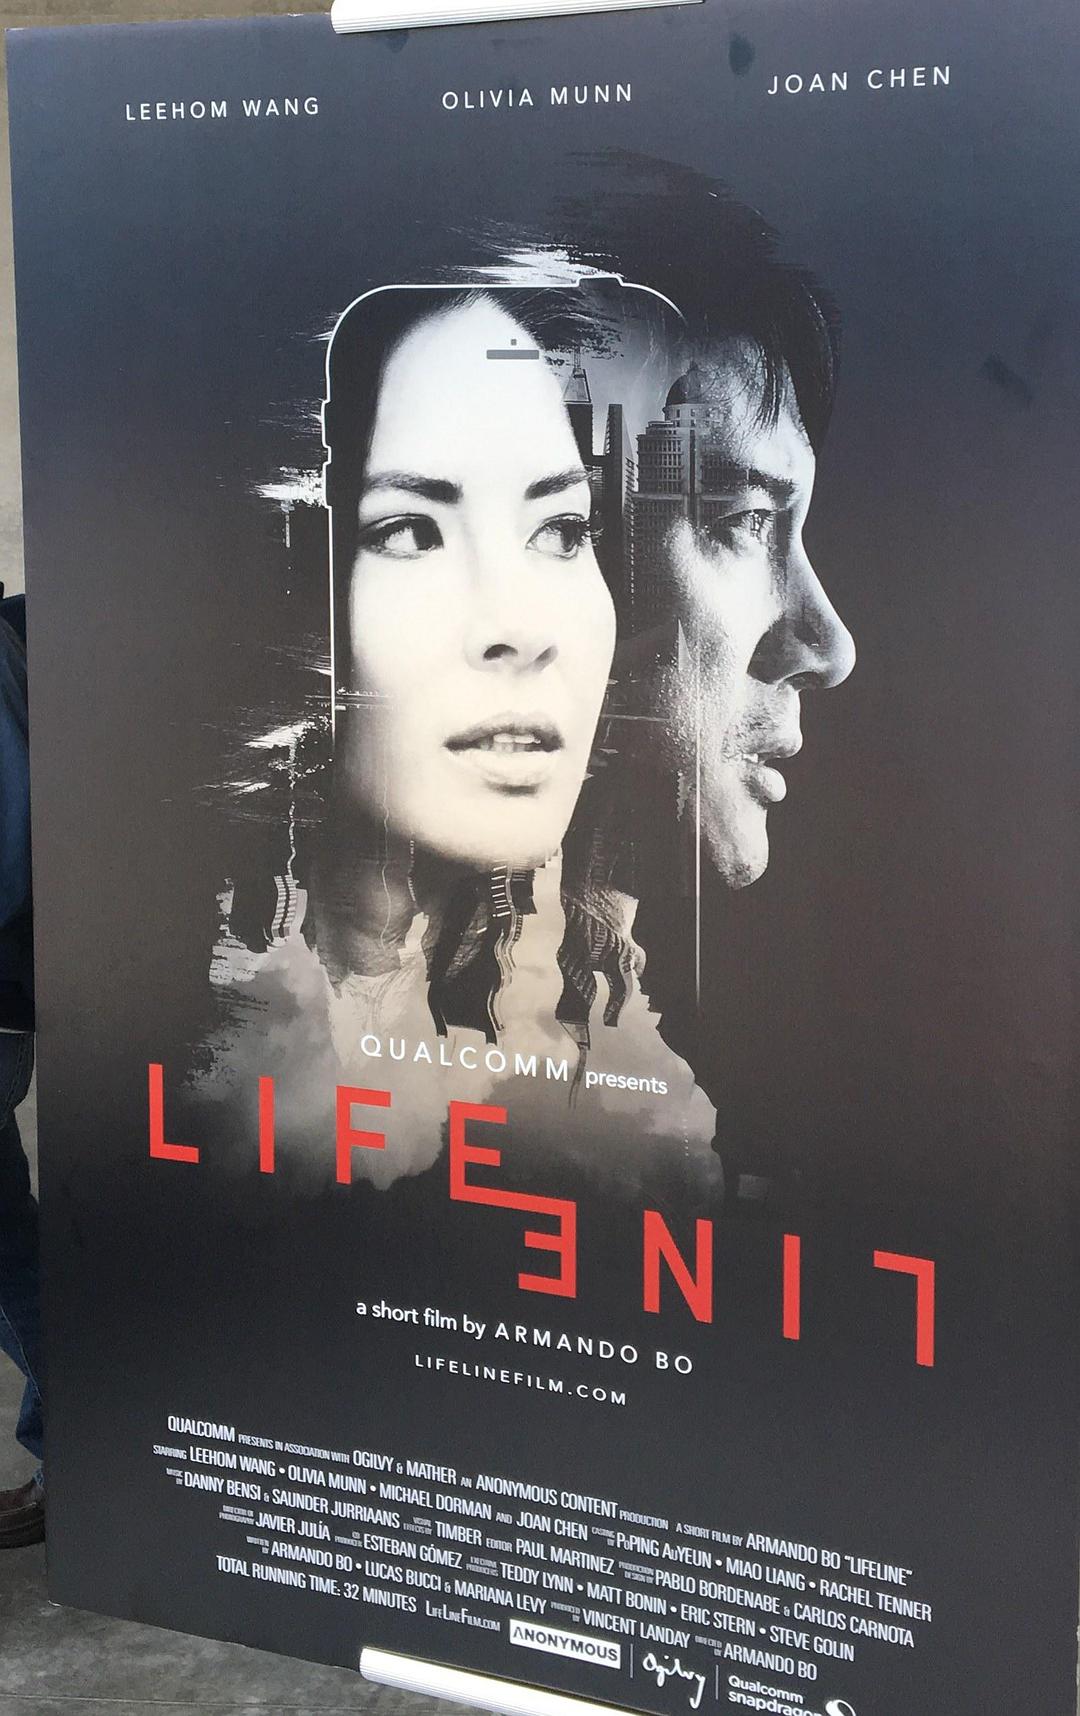 LEEHOM WANG OLIVIA MUNN JOAN CHEN
QUALCOMM presents
LIFE
LINE
a short film by ARMANDO BO
LIFELINEFILM.COM
QUALCOMM PRESENTS IN ASSOCIATION WITH OGILVY & MATHER AN ANONYMOUS CONTENT PRODUCTION A SHORT FILM BY ARMANDO BO "LIFELINE"
STARRING LEEHOM WANG • OLIVIA MUNN • MICHAEL DORMAN AND JOAN CHEN CASTING BY PoPING AuYEUN • MIAO LIANG • RACHEL TENNER
MUSIC BY DANNY BENSI & SAUNDER JURRIAANS VISUAL EFFECTS BY TIMBER EDITOR PAUL MARTINEZ PRODUCTION DESIGN BY PABLO BORDENABE & CARLOS CARNOTA
DIRECTOR OF PHOTOGRAPHY JAVIER JULÍA CO PRODUCER ESTEBAN GÓMEZ EXECUTIVE PRODUCERS TEDDY LYNN • MATT BONIN • ERIC STERN • STEVE GOLIN
WRITTEN BY ARMANDO BO • LUCAS BUCCI & MARIANA LEVY PRODUCED BY VINCENT LANDAY DIRECTED BY ARMANDO BO
TOTAL RUNNING TIME: 32 MINUTES LIFELINEFILM.COM
ANONYMOUS Ogilvy Qualcomm
snapdragon